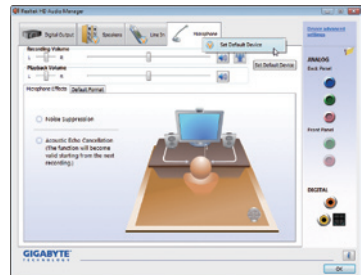 Realtek HD Audio Manager
Digital Output
Speakers
Line In
Microphone
Set Default Device
Device advanced
settings
Recording Volume
L
R
Set Default Device
Playback Volume
L
R
Microphone Effects
Default Format
ANALOG
Back Panel
Noise Suppression
Acoustic Echo Cancellation
(The function will become
valid starting from the next
recording.)
Front Panel
DIGITAL
GIGABYTE
TECHNOLOGY
OK